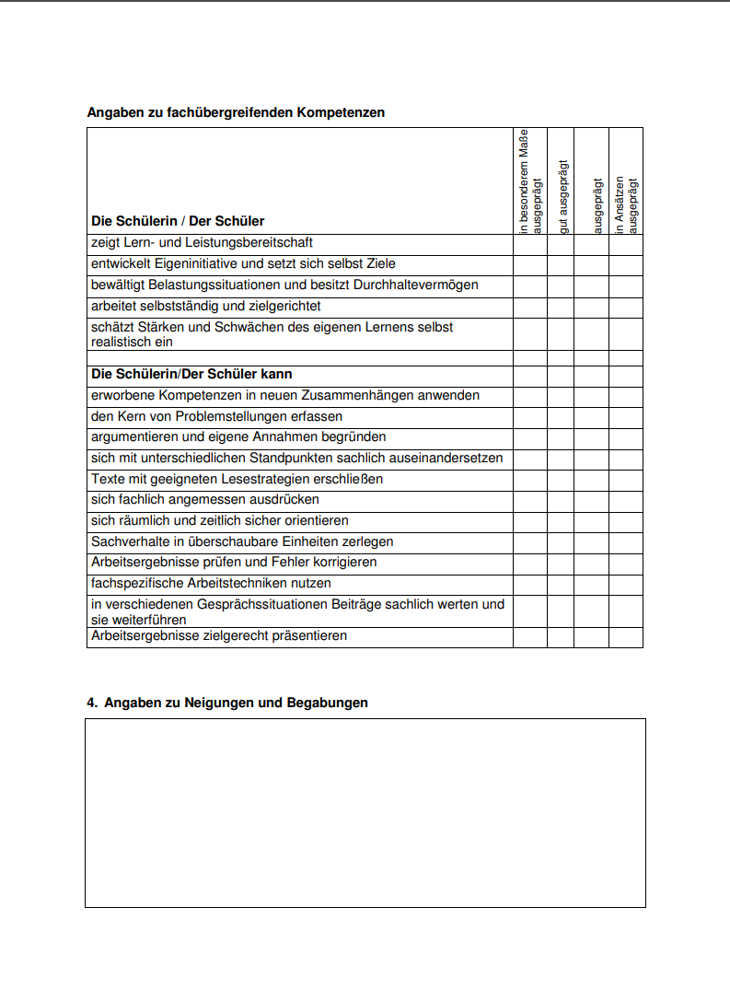 Angaben zu fachübergreifenden Kompetenzen
Die Schülerin / Der Schüler
in besonderem Maße
ausgeprägt
gut ausgeprägt
ausgeprägt
in Ansätzen
ausgeprägt
zeigt Lern- und Leistungsbereitschaft
entwickelt Eigeninitiative und setzt sich selbst Ziele
bewältigt Belastungssituationen und besitzt Durchhaltevermögen
arbeitet selbstständig und zielgerichtet
schätzt Stärken und Schwächen des eigenen Lernens selbst
realistisch ein
Die Schülerin/Der Schüler kann
erworbene Kompetenzen in neuen Zusammenhängen anwenden
den Kern von Problemstellungen erfassen
argumentieren und eigene Annahmen begründen
sich mit unterschiedlichen Standpunkten sachlich auseinandersetzen
Texte mit geeigneten Lesestrategien erschließen
sich fachlich angemessen ausdrücken
sich räumlich und zeitlich sicher orientieren
Sachverhalte in überschaubare Einheiten zerlegen
Arbeitsergebnisse prüfen und Fehler korrigieren
fachspezifische Arbeitstechniken nutzen
in verschiedenen Gesprächssituationen Beiträge sachlich werten und
sie weiterführen
Arbeitsergebnisse zielgerecht präsentieren
4. Angaben zu Neigungen und Begabungen